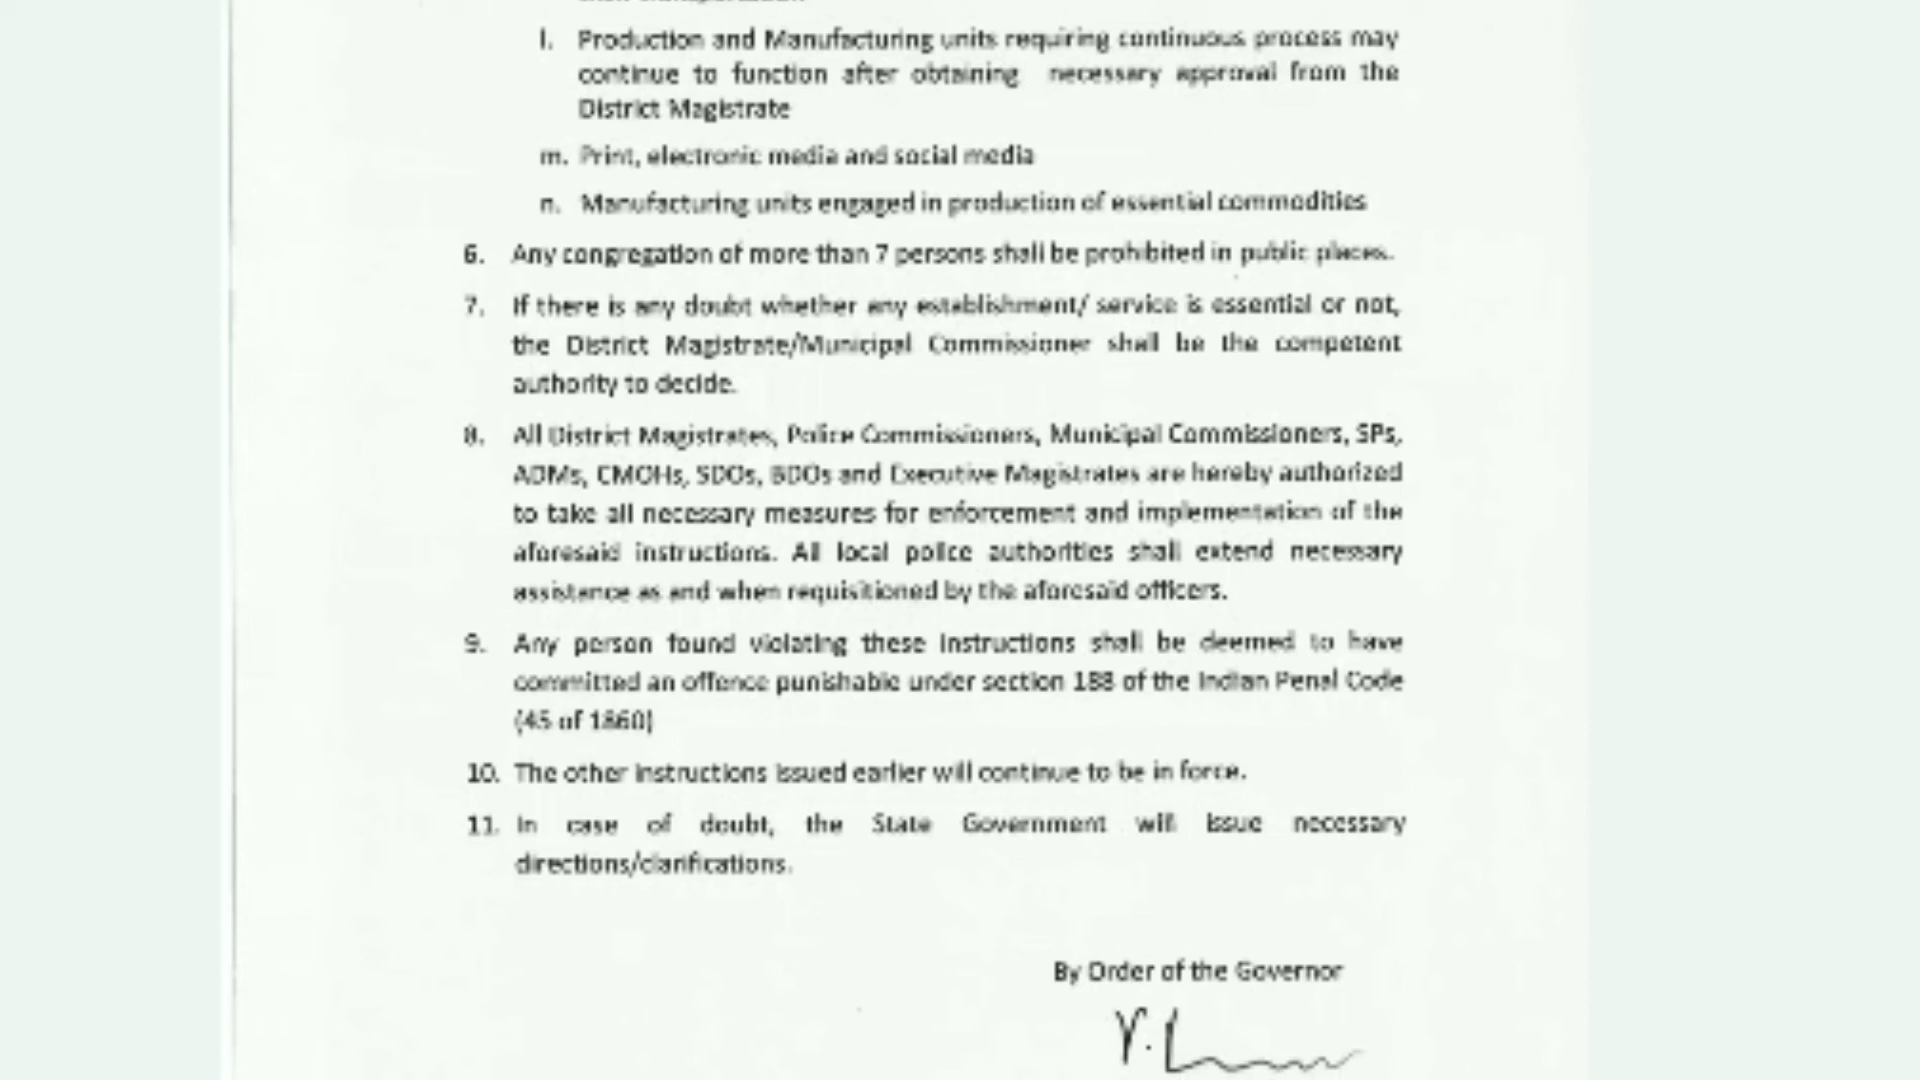 l. Production and Manufacturing units requiring continuous process may
continue to function after obtaining necessary approval from the
District Magistrate
m. Print, electronic media and social media
n. Manufacturing units engaged in production of essential commodities
6. Any congregation of more than 7 persons shall be prohibited in public places.
7. If there is any doubt whether any establishment/ service is essential or not,
the District Magistrate/Municipal Commissioner shall be the competent
authority to decide.
8. All District Magistrates, Police Commissioners, Municipal Commissioners, SPs,
ADMs, CMOHs, SDOs, BDOs and Executive Magistrates are hereby authorized
to take all necessary measures for enforcement and implementation of the
aforesaid instructions. All local police authorities shall extend necessary
assistance as and when requisitioned by the aforesaid officers.
9. Any person found violating these instructions shall be deemed to have
committed an offence punishable under section 188 of the Indian Penal Code
(45 of 1860)
10. The other instructions issued earlier will continue to be in force.
11. In case of doubt, the State Government will issue necessary
directions/clarifications.
By Order of the Governor